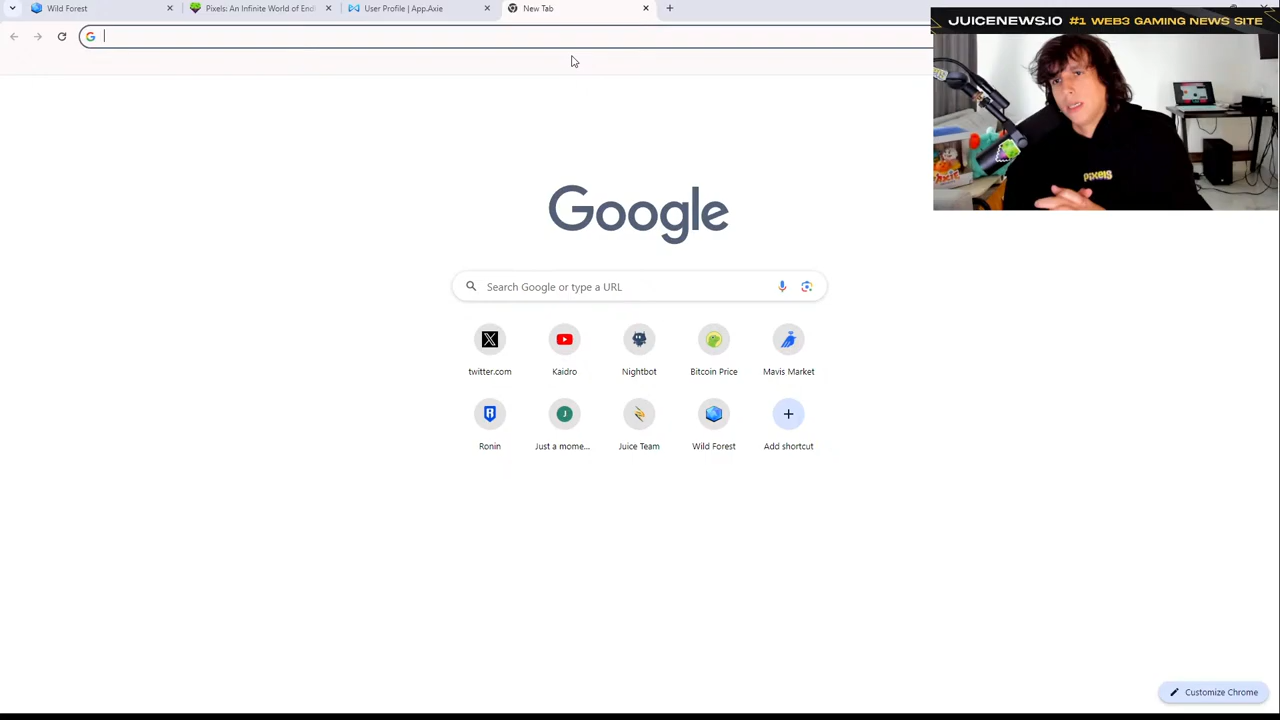 Wild Forest
Pixels: An Infinite World of End
User Profile | App.Axie
New Tab
JUICENEWS.IO #1 WEB3 GAMING NEWS SITE
pixels
Google
Search Google or type a URL
twitter.com
Kaidro
Nightbot
Bitcoin Price
Mavis Market
Ronin
J
Just a mome...
Juice Team
Wild Forest
Add shortcut
Customize Chrome